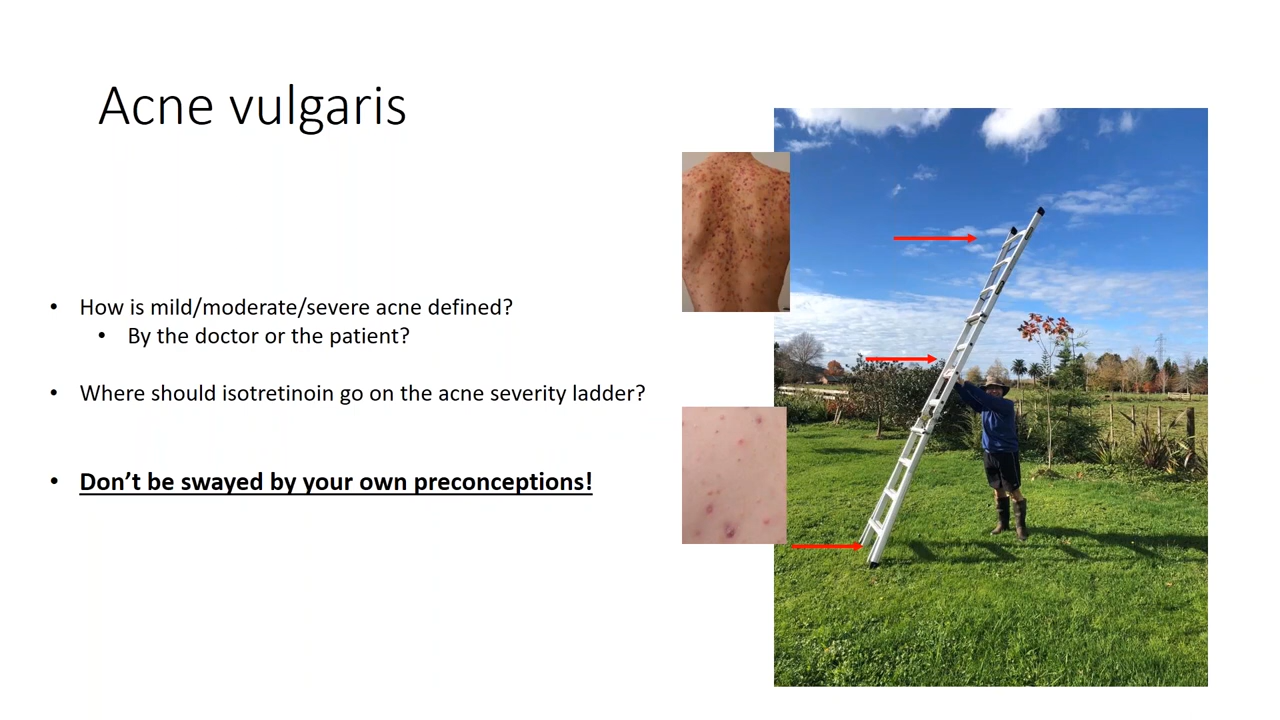 Acne vulgaris
• How is mild/moderate/severe acne defined?
• By the doctor or the patient?
• Where should isotretinoin go on the acne severity ladder?
• Don’t be swayed by your own preconceptions!